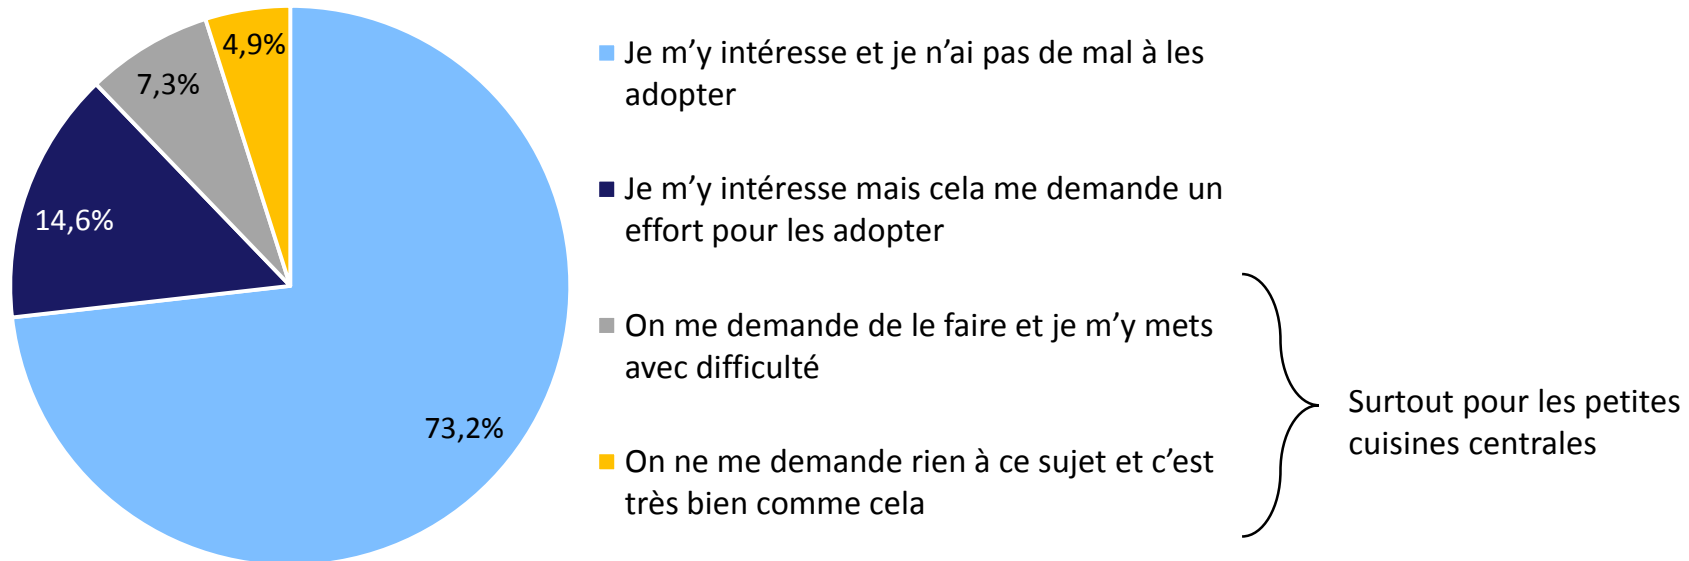 4,9%
7,3%
14,6%
73,2%
Je m’y intéresse et je n’ai pas de mal à les
adopter
Je m’y intéresse mais cela me demande un
effort pour les adopter
On me demande de le faire et je m’y mets
avec difficulté
On ne me demande rien à ce sujet et c’est
très bien comme cela
Surtout pour les petites
cuisines centrales